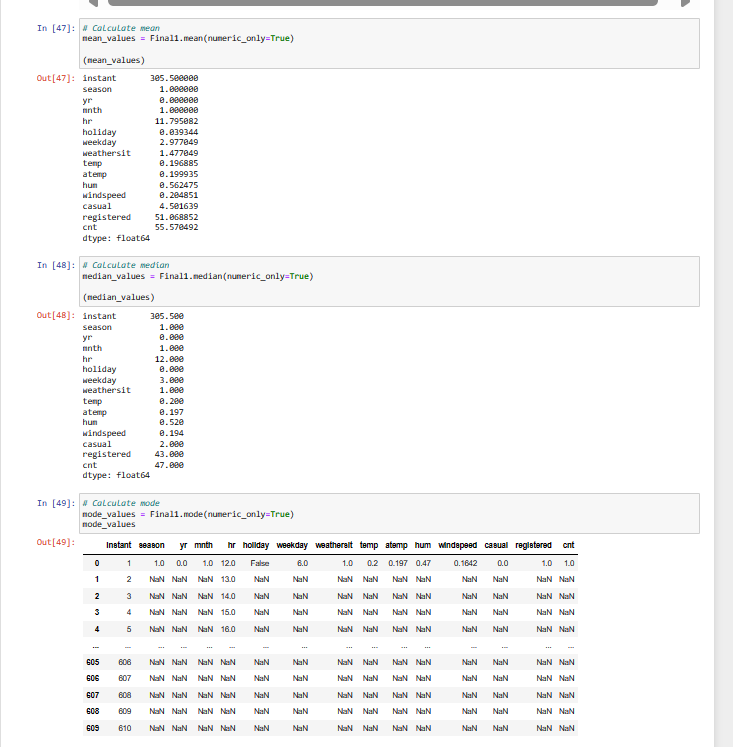 In [47]: # Calculate mean
mean_values = Final1.mean(numeric_only=True)
(mean_values)
Out[47]: instant 305.500000
season 1.000000
yr 0.000000
mnth 1.000000
hr 11.795082
holiday 0.039344
weekday 2.977049
weathersit 1.477049
temp 0.196885
atemp 0.199935
hum 0.562475
windspeed 0.204851
casual 4.501639
registered 51.068852
cnt 55.570492
dtype: float64
In [48]: # Calculate median
median_values = Final1.median(numeric_only=True)
(median_values)
Out[48]: instant 305.500
season 1.000
yr 0.000
mnth 1.000
hr 12.000
holiday 0.000
weekday 3.000
weathersit 1.000
temp 0.200
atemp 0.197
hum 0.520
windspeed 0.194
casual 2.000
registered 43.000
cnt 47.000
dtype: float64
In [49]: # Calculate mode
mode_values = Final1.mode(numeric_only=True)
mode_values
Out[49]:
instant season yr mnth hr holiday weekday weathersit temp atemp hum windspeed casual registered cnt
0 1 1.0 0.0 1.0 12.0 False 6.0 1.0 0.2 0.197 0.47 0.1642 0.0 1.0 1.0
1 2 NaN NaN NaN 13.0 NaN NaN NaN NaN NaN NaN NaN NaN NaN NaN
2 3 NaN NaN NaN 14.0 NaN NaN NaN NaN NaN NaN NaN NaN NaN NaN
3 4 NaN NaN NaN 15.0 NaN NaN NaN NaN NaN NaN NaN NaN NaN NaN
4 5 NaN NaN NaN 16.0 NaN NaN NaN NaN NaN NaN NaN NaN NaN NaN
... ... ... ... ... ... ... ... ... ... ... ... ... ... ... ...
605 606 NaN NaN NaN NaN NaN NaN NaN NaN NaN NaN NaN NaN NaN NaN
606 607 NaN NaN NaN NaN NaN NaN NaN NaN NaN NaN NaN NaN NaN NaN
607 608 NaN NaN NaN NaN NaN NaN NaN NaN NaN NaN NaN NaN NaN NaN
608 609 NaN NaN NaN NaN NaN NaN NaN NaN NaN NaN NaN NaN NaN NaN
609 610 NaN NaN NaN NaN NaN NaN NaN NaN NaN NaN NaN NaN NaN NaN